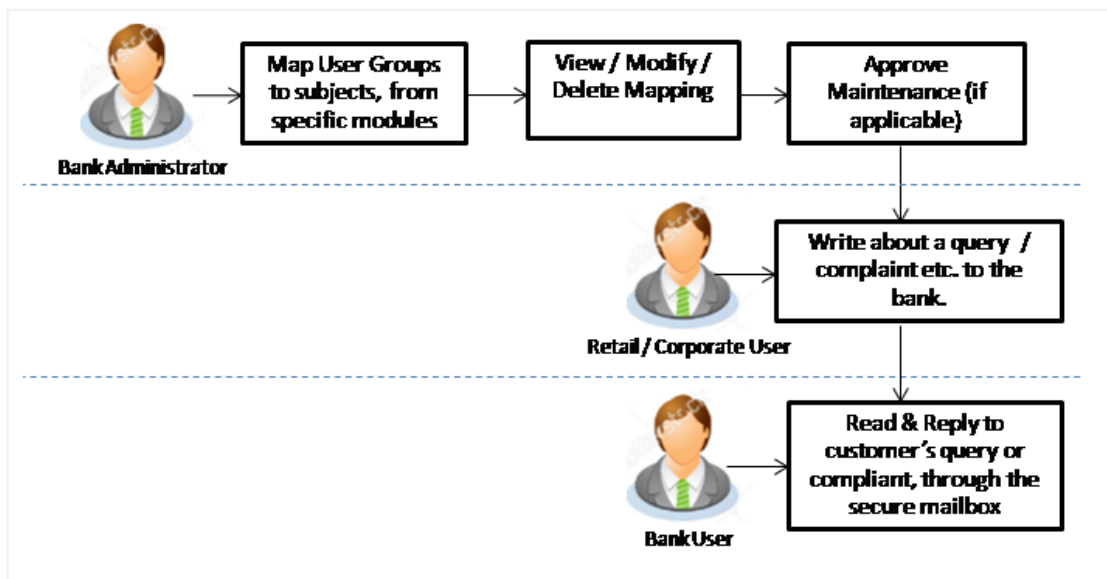 Map User Groups
to subjects, from
specific modules
View / Modify /
Delete Mapping
Approve
Maintenance (if
applicable)
Bank Administrator
Write about a query /
complaint etc. to the
bank.
Retail / Corporate User
Read & Reply to
customer's query or
compliant, through the
secure mailbox
Bank User